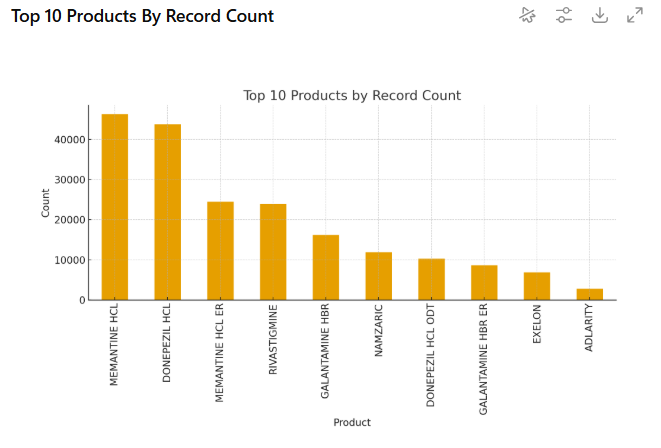 Top 10 Products By Record Count
Top 10 Products by Record Count
40000
30000
20000
10000
0
Count
MEMANTINE HCL
DONEPEZIL HCL
MEMANTINE HCL ER
RIVASTIGMINE
GALANTAMINE HBR
NAMZARIC
DONEPEZIL HCL ODT
GALANTAMINE HBR ER
EXELON
ADLARITY
Product